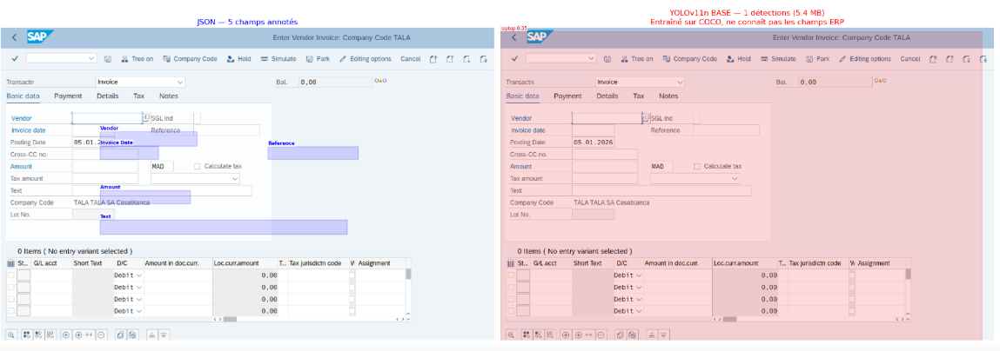 JSON — 5 champs annotés
SAP
Enter Vendor Invoice: Company Code TALA
Tree on Company Code Hold Simulate Park Editing options Cancel
Transactn Invoice Bal. 0,00
Basic data Payment Details Tax Notes
Vendor SGL Ind
Vendor
Invoice date Reference
Posting Date 05.01.2 Invoice Date Reference
Cross-CC no.
Amount MAD Calculate tax
Tax amount
Amount
Text
Company Code TALA TALA SA Casablanca
Lot No. Text
0 Items ( No entry variant selected )
St... G/L acct Short Text D/C Amount in doc.curr. Loc.curr.amount T... Tax jurisdictn code V Assignment
Debit 0,00
Debit 0,00
Debit 0,00
Debit 0,00
YOLOv11n BASE — 1 détections (5.4 MB)
Entraîné sur COCO, ne connaît pas les champs ERP
laptop 0.35
SAP
Enter Vendor Invoice: Company Code TALA
Tree on Company Code Hold Simulate Park Editing options Cancel
Transactn Invoice Bal. 0,00
Basic data Payment Details Tax Notes
Vendor SGL Ind
Invoice date Reference
Posting Date 05.01.2026
Cross-CC no.
Amount MAD Calculate tax
Tax amount
Text
Company Code TALA TALA SA Casablanca
Lot No.
0 Items ( No entry variant selected )
St... G/L acct Short Text D/C Amount in doc.curr. Loc.curr.amount T... Tax jurisdictn code V Assignment
Debit 0,00
Debit 0,00
Debit 0,00
Debit 0,00